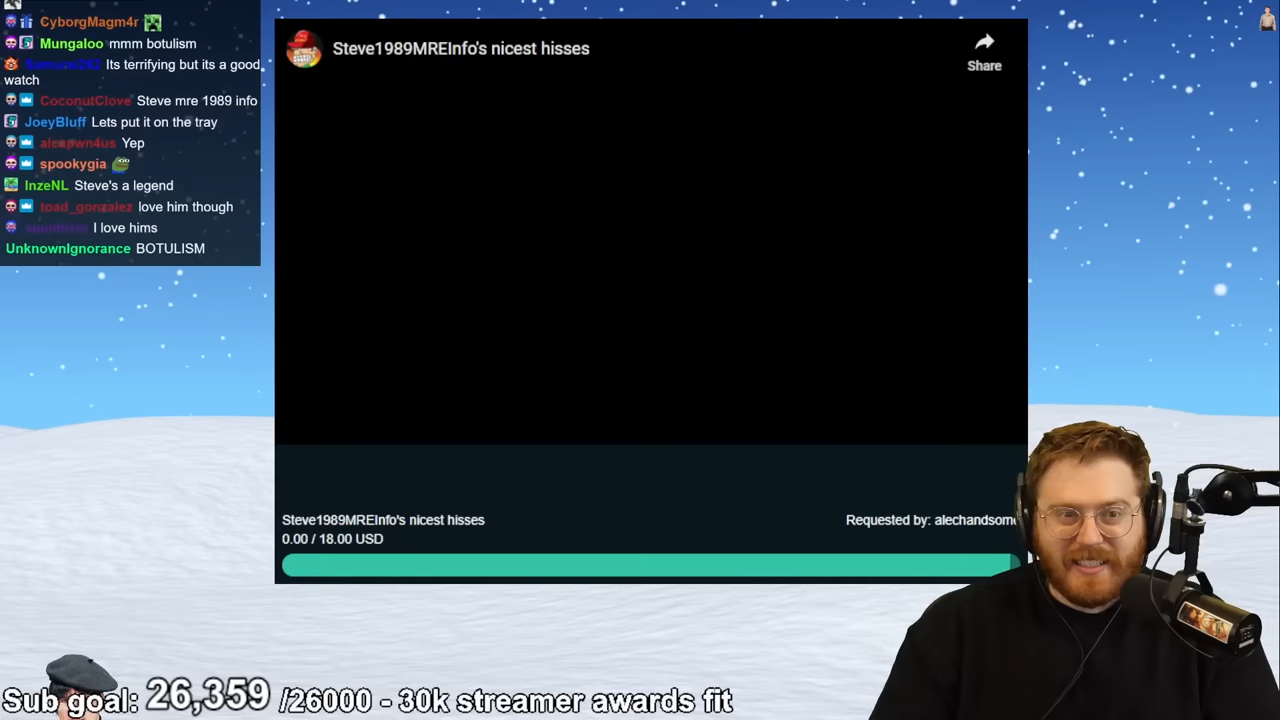 CyborgMagm4r
Mungaloo mmm botulism
Its terrifying but its a good
watch
CoconutClove Steve mre 1989 info
JoeyBluff Lets put it on the tray
alexpwn4us Yep
spookygia
InzeNL Steve's a legend
toad_gonzalez love him though
I love hims
UnknownIgnorance BOTULISM
Steve1989MREInfo's nicest hisses
Share
Steve1989MREInfo's nicest hisses
Requested by: alechandsome
0.00 / 18.00 USD
Sub goal: 26,359 /26000 - 30k streamer awards fit